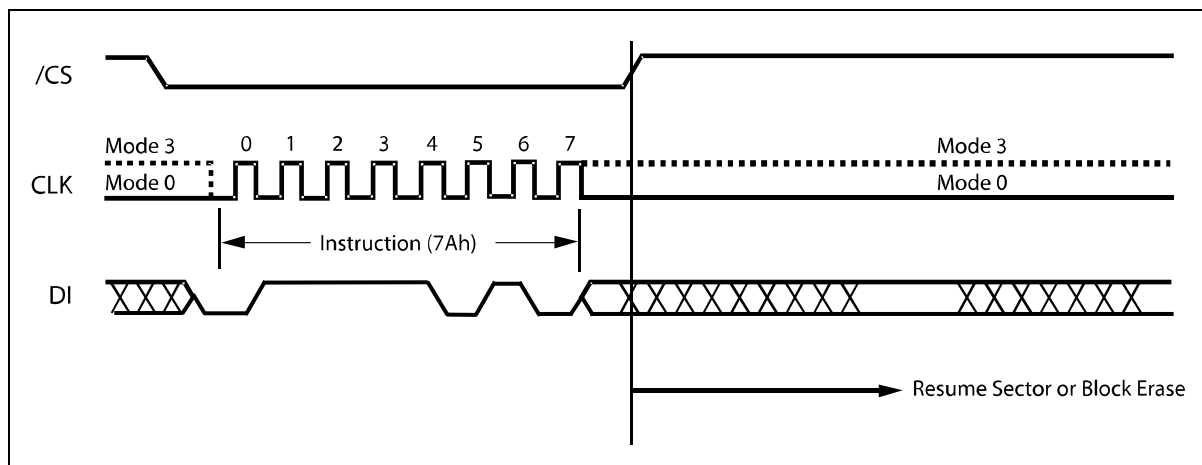 /CS
Mode 3
0 1 2 3 4 5 6 7
Mode 3
CLK
Mode 0
Mode 0
Instruction (7Ah)
DI
Resume Sector or Block Erase